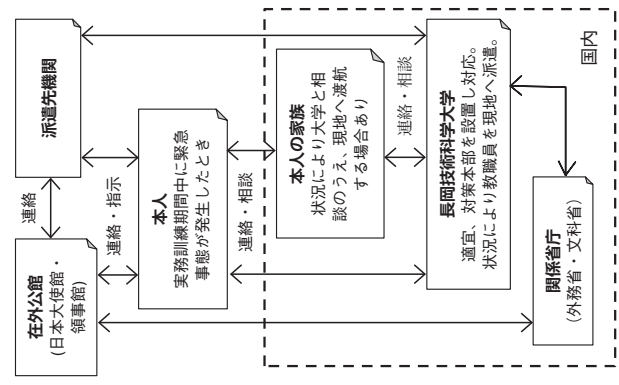 派遣先機関
連絡
在外公館
(日本大使館・
領事館)
連絡・指示
本人
実務訓練期間中に緊急
事態が発生したとき
連絡・相談
本人の家族
状況により大学と相
談のうえ、現地へ渡航
する場合あり
連絡・相談
長岡技術科学大学
適宜、対策本部を設置し対応。
状況により教職員を現地へ派遣。
関係省庁
(外務省・文科省)
国内